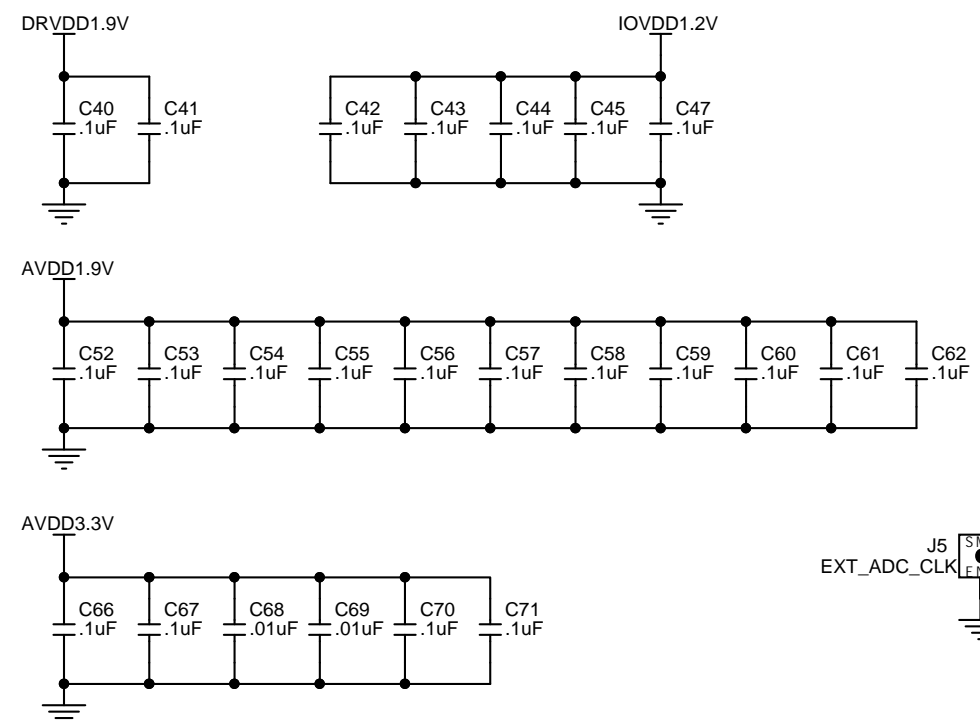 DRVDD1.9V
IOVDD1.2V
C40
.1uF
C41
.1uF
C42
.1uF
C43
.1uF
C44
.1uF
C45
.1uF
C47
.1uF
AVDD1.9V
C52
.1uF
C53
.1uF
C54
.1uF
C55
.1uF
C56
.1uF
C57
.1uF
C58
.1uF
C59
.1uF
C60
.1uF
C61
.1uF
C62
.1uF
AVDD3.3V
C66
.1uF
C67
.1uF
C68
.01uF
C69
.01uF
C70
.1uF
C71
.1uF
J5
EXT_ADC_CLK